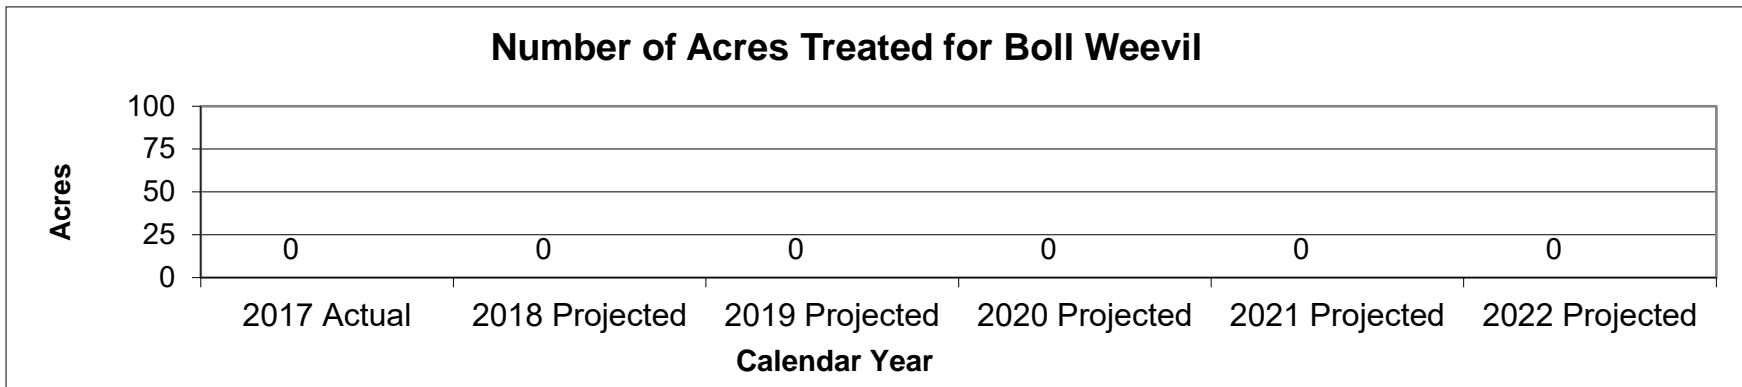 Number of Acres Treated for Boll Weevil
100
75
50
25
0
Acres
0 0 0 0 0 0
2017 Actual 2018 Projected 2019 Projected 2020 Projected 2021 Projected 2022 Projected
Calendar Year